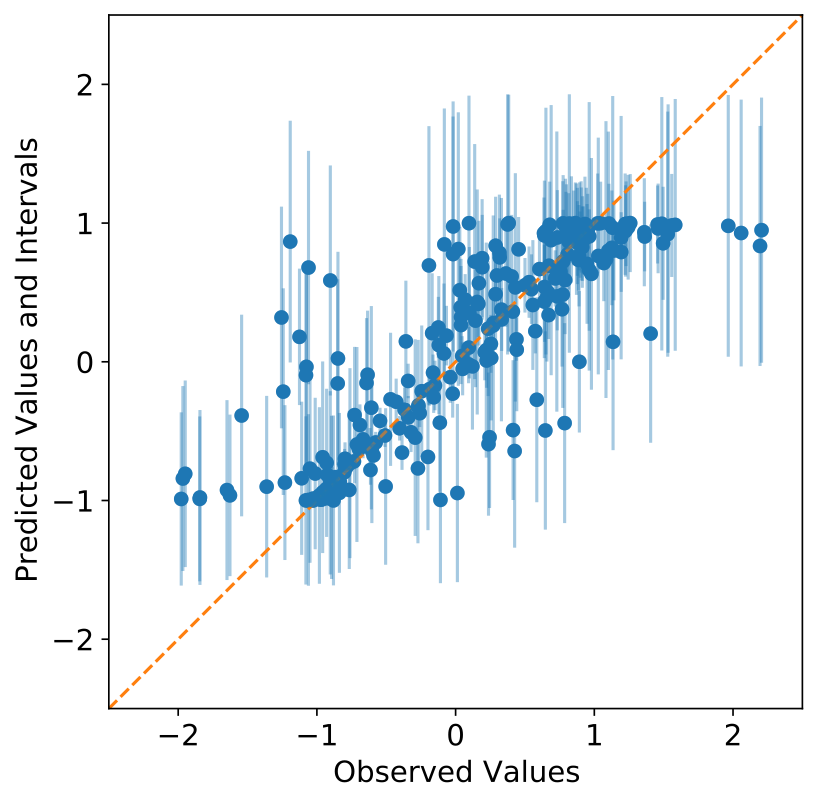 Predicted Values and Intervals
2
1
0
−1
−2
−2 −1 0 1 2
Observed Values